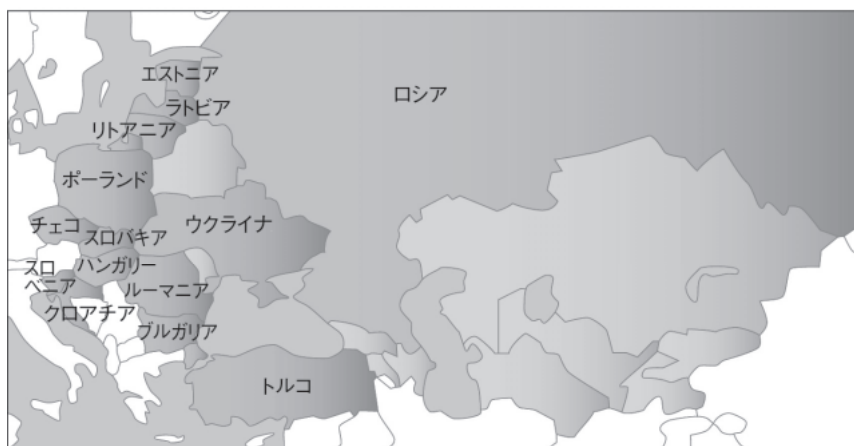 エストニア
ロシア
ラトビア
リトアニア
ポーランド
チェコ
ウクライナ
スロバキア
スロ
ベニア
ハンガリー
ルーマニア
クロアチア
ブルガリア
トルコ